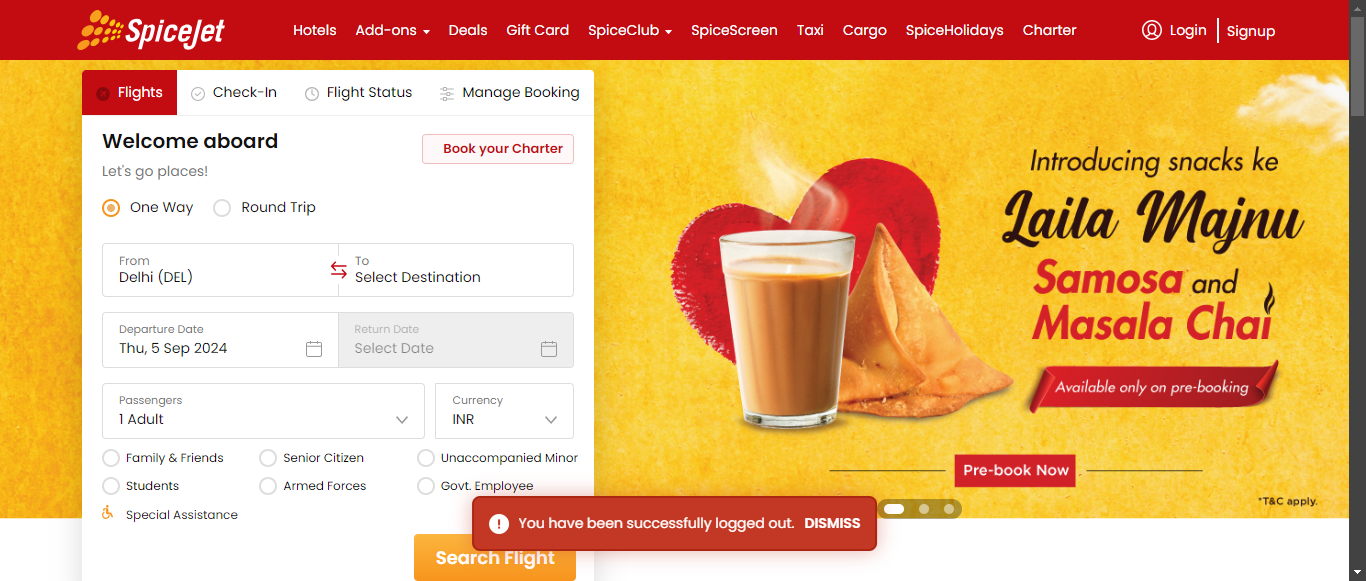 SpiceJet
Hotels Add-ons Deals Gift Card SpiceClub SpiceScreen Taxi Cargo SpiceHolidays Charter Login Signup
Flights Check-In Flight Status Manage Booking
Welcome aboard
Book your Charter
Let's go places!
One Way Round Trip
From
Delhi (DEL)
To
Select Destination
Departure Date
Thu, 5 Sep 2024
Return Date
Select Date
Passengers
1 Adult
Currency
INR
Family & Friends Senior Citizen Unaccompanied Minor
Students Armed Forces Govt. Employee
Special Assistance
Search Flight
Introducing snacks ke
Laila Majnu
Samosa and
Masala Chai
Available only on pre-booking
Pre-book Now
*T&C apply.
You have been successfully logged out. DISMISS